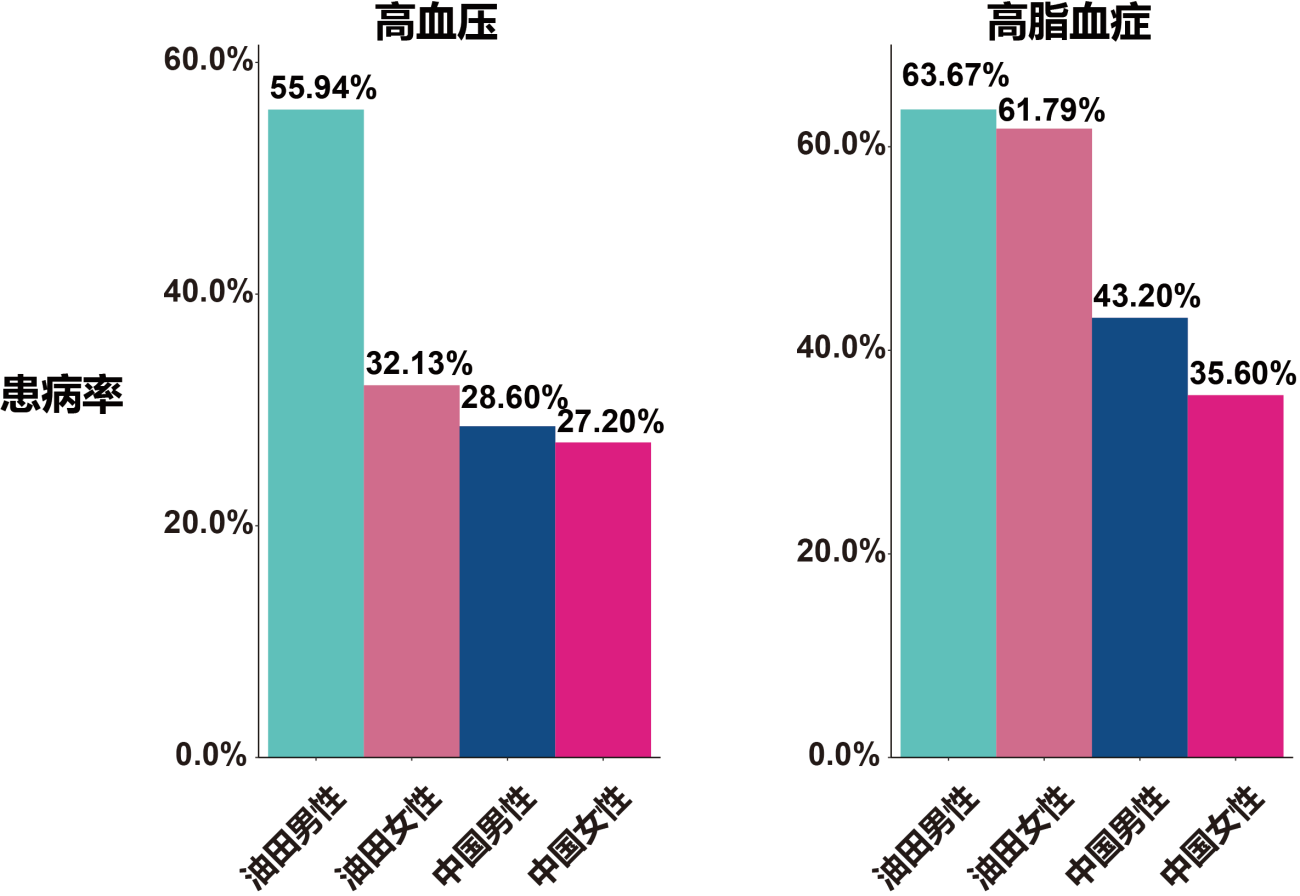 高血压
60.0%
40.0%
20.0%
0.0%
55.94%
32.13%
28.60%
27.20%
油田男性
油田女性
中国男性
中国女性
患病率
高脂血症
60.0%
40.0%
20.0%
0.0%
63.67%
61.79%
43.20%
35.60%
油田男性
油田女性
中国男性
中国女性